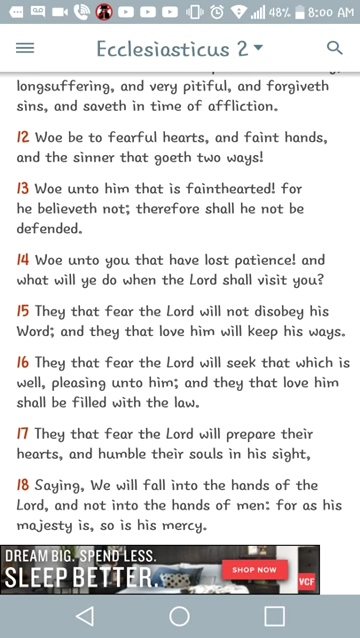 48% 8:00 AM
Ecclesiasticus 2
longsuffering, and very pitiful, and forgiveth
sins, and saveth in time of affliction.
12 Woe be to fearful hearts, and faint hands,
and the sinner that goeth two ways!
13 Woe unto him that is fainthearted! for
he believeth not; therefore shall he not be
defended.
14 Woe unto you that have lost patience! and
what will ye do when the Lord shall visit you?
15 They that fear the Lord will not disobey his
Word; and they that love him will keep his ways.
16 They that fear the Lord will seek that which is
well, pleasing unto him; and they that love him
shall be filled with the law.
17 They that fear the Lord will prepare their
hearts, and humble their souls in his sight,
18 Saying, We will fall into the hands of the
Lord, and not into the hands of men: for as his
majesty is, so is his mercy.
DREAM BIG. SPEND LESS.
SLEEP BETTER.
SHOP NOW
VCF